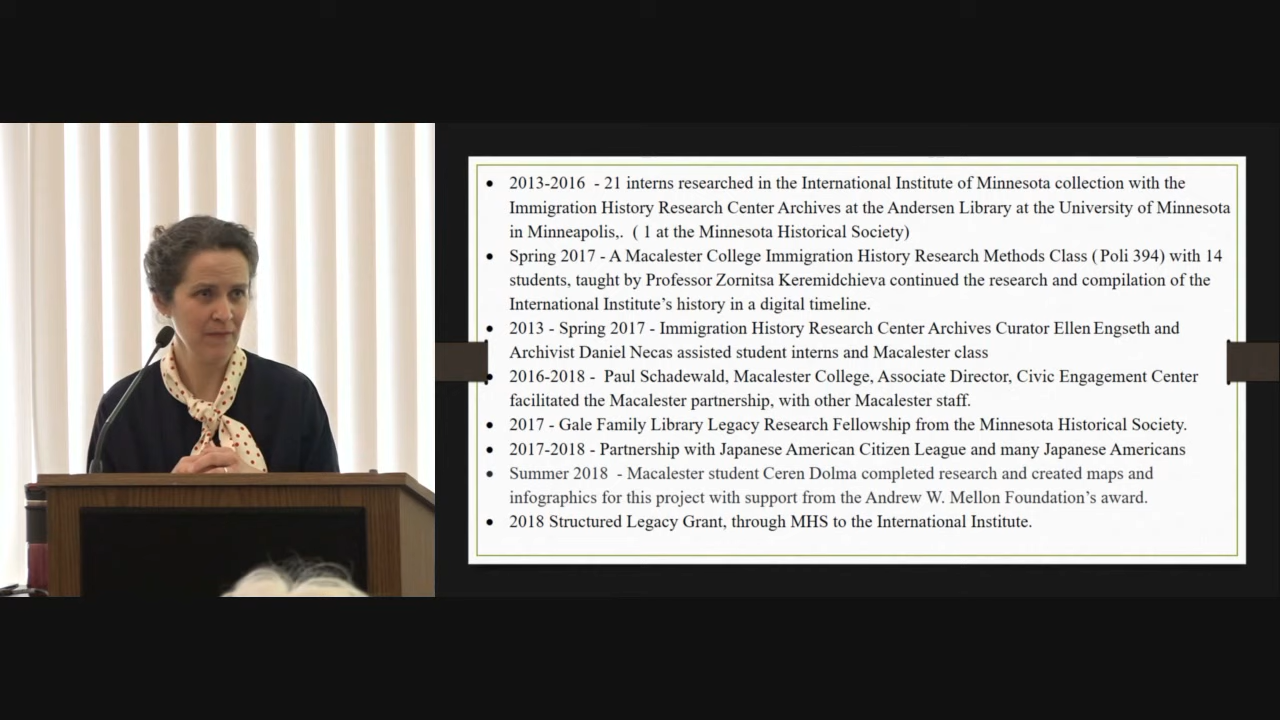 • 2013-2016 - 21 interns researched in the International Institute of Minnesota collection with the
Immigration History Research Center Archives at the Andersen Library at the University of Minnesota
in Minneapolis,. ( 1 at the Minnesota Historical Society)
• Spring 2017 - A Macalester College Immigration History Research Methods Class ( Poli 394) with 14
students, taught by Professor Zornitsa Keremidchieva continued the research and compilation of the
International Institute's history in a digital timeline.
• 2013 - Spring 2017 - Immigration History Research Center Archives Curator Ellen Engseth and
Archivist Daniel Necas assisted student interns and Macalester class
• 2016-2018 - Paul Schadewald, Macalester College, Associate Director, Civic Engagement Center
facilitated the Macalester partnership, with other Macalester staff.
• 2017 - Gale Family Library Legacy Research Fellowship from the Minnesota Historical Society.
• 2017-2018 - Partnership with Japanese American Citizen League and many Japanese Americans
• Summer 2018 - Macalester student Ceren Dolma completed research and created maps and
infographics for this project with support from the Andrew W. Mellon Foundation's award.
• 2018 Structured Legacy Grant, through MHS to the International Institute.